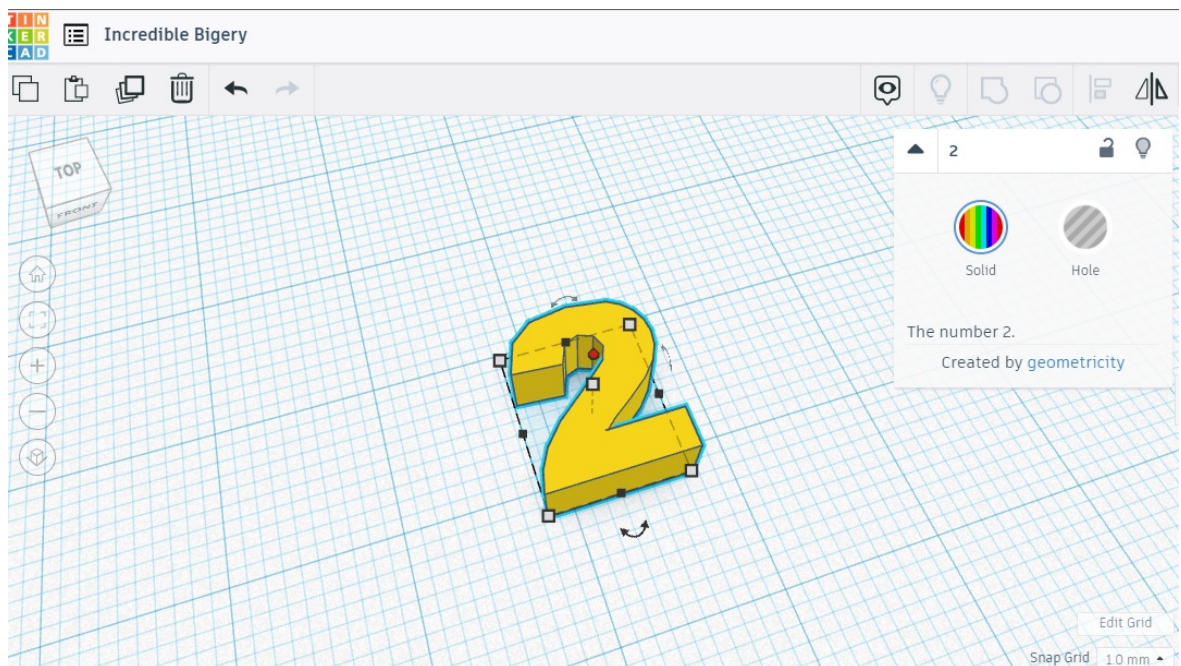 TIN
KER
CAD
Incredible Bigery
TOP
FRONT
2
Solid
Hole
The number 2.
Created by geometricity
2
Edit Grid
Snap Grid 1.0 mm